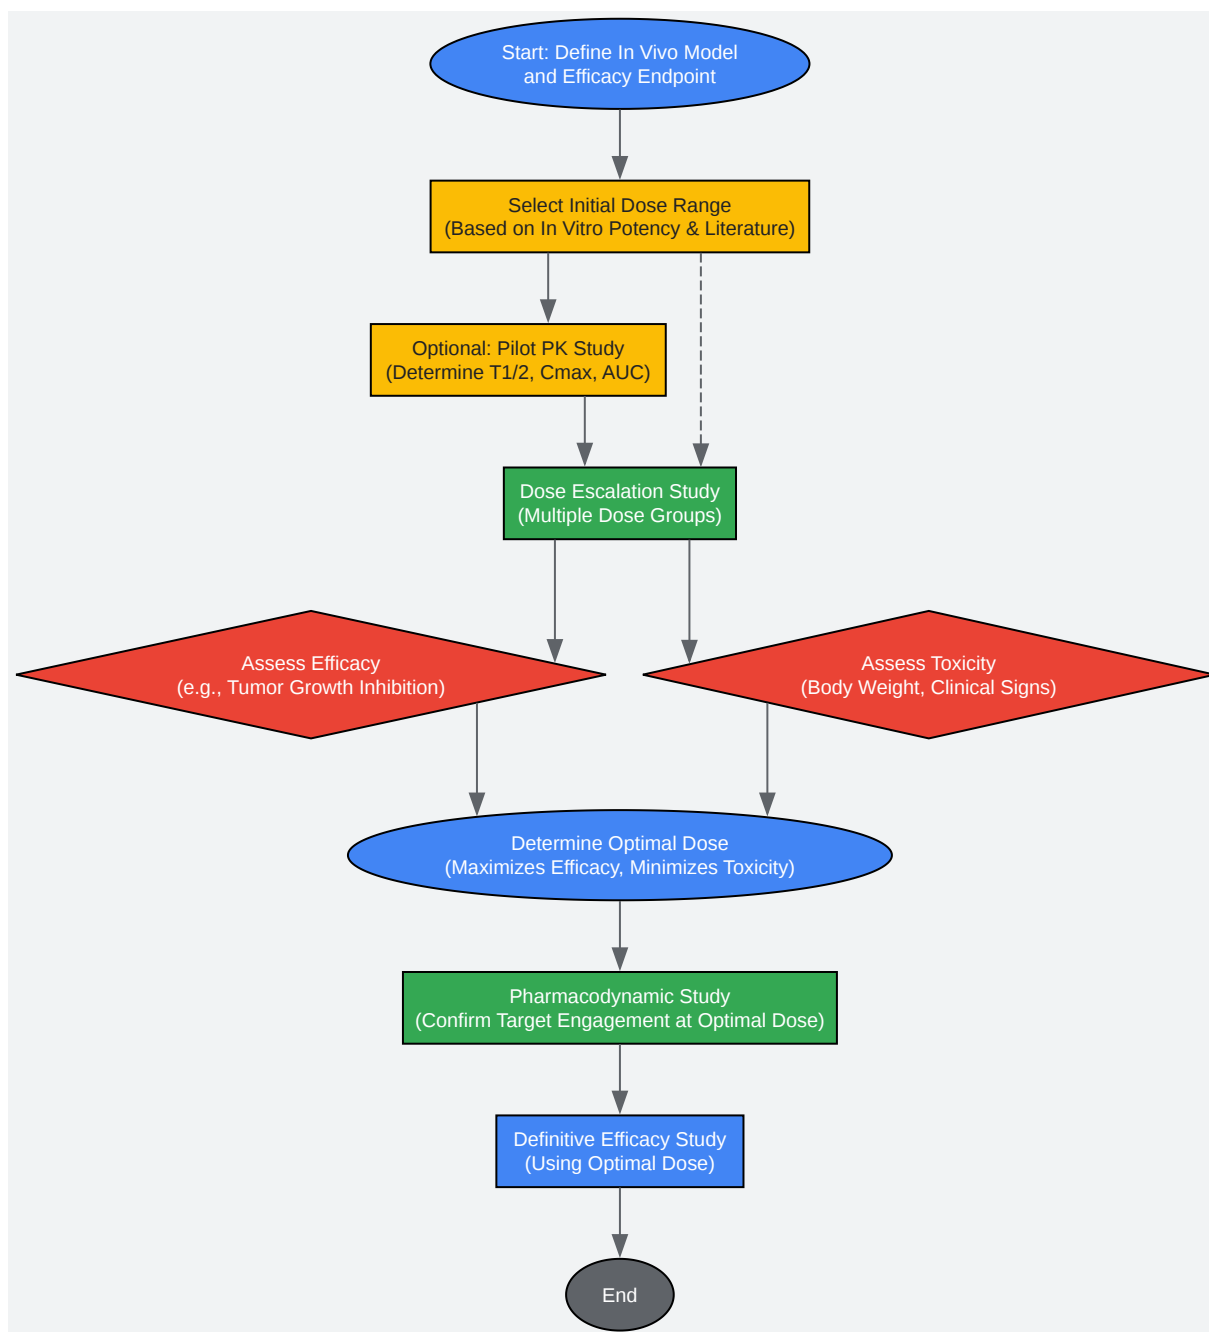 Start: Define In Vivo Model
and Efficacy Endpoint
Select Initial Dose Range
(Based on In Vitro Potency & Literature)
Optional: Pilot PK Study
(Determine T1/2, Cmax, AUC)
Dose Escalation Study
(Multiple Dose Groups)
Assess Efficacy
(e.g., Tumor Growth Inhibition)
Assess Toxicity
(Body Weight, Clinical Signs)
Determine Optimal Dose
(Maximizes Efficacy, Minimizes Toxicity)
Pharmacodynamic Study
(Confirm Target Engagement at Optimal Dose)
Definitive Efficacy Study
(Using Optimal Dose)
End